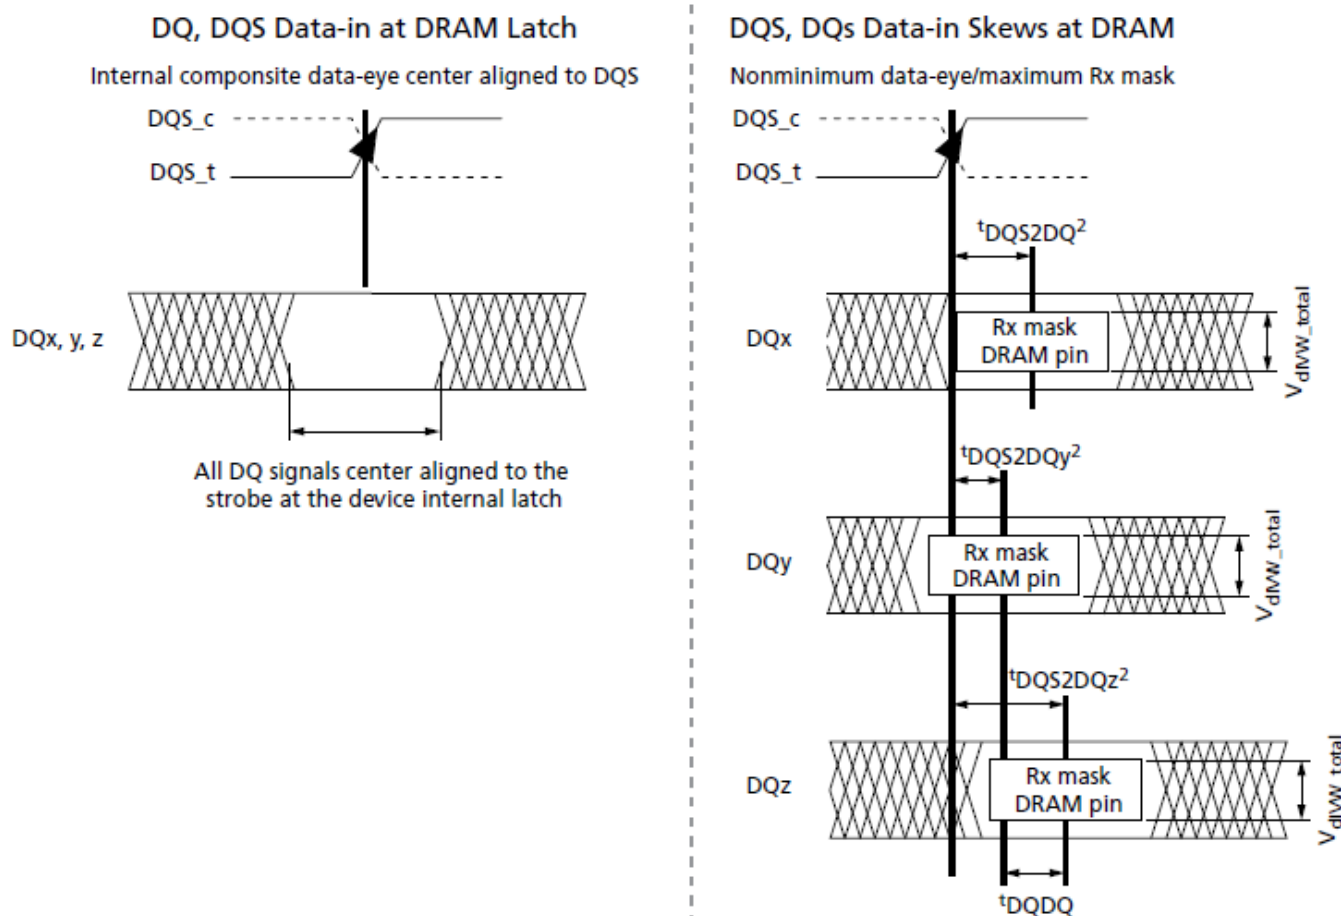 DQ, DQS Data-in at DRAM Latch
Internal componsite data-eye center aligned to DQS
DQS_c
DQS_t
DQx, y, z
All DQ signals center aligned to the
strobe at the device internal latch
DQS, DQs Data-in Skews at DRAM
Nonminimum data-eye/maximum Rx mask
DQS_c
DQS_t
tDQS2DQ2
DQx
Rx mask
DRAM pin
VdIVW_total
tDQS2DQy2
DQy
Rx mask
DRAM pin
VdIVW_total
tDQS2DQz2
DQz
Rx mask
DRAM pin
VdIVW_total
tDQDQ